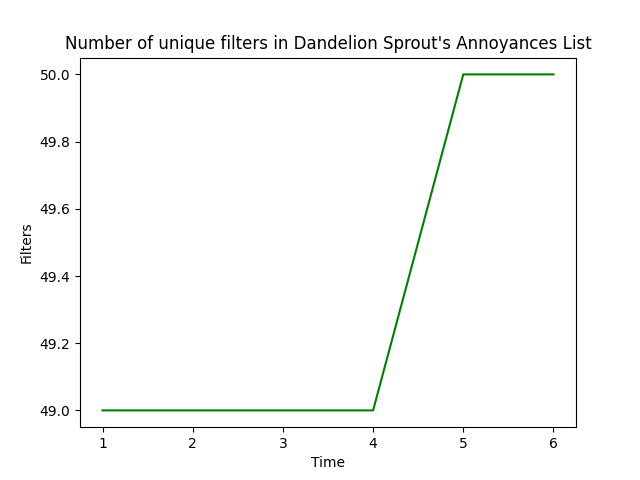 Number of unique filters in Dandelion Sprout's Annoyances List
50.0
49.8
49.6
49.4
49.2
49.0
Filters
1 2 3 4 5 6
Time